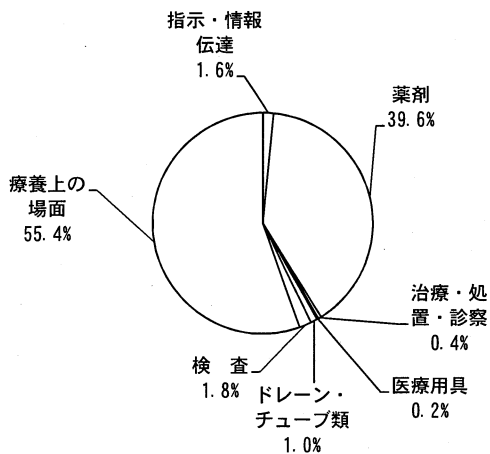 指示・情報
伝達
1.6%
薬剤
39.6%
治療・処
置・診察
0.4%
医療用具
0.2%
ドレーン・
チューブ類
1.0%
検　査
1.8%
療養上の
場面
55.4%